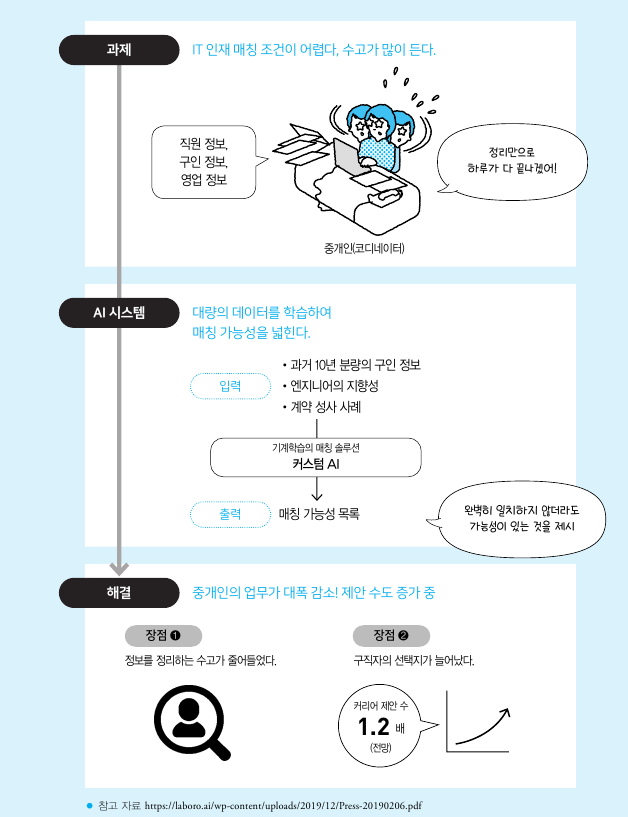 과제
IT 인재 매칭 조건이 어렵다, 수고가 많이 든다.
직원 정보,
구인 정보,
영업 정보
정리만으로
하루가 다 끝나겠어!
중개인(코디네이터)
AI 시스템
대량의 데이터를 학습하여
매칭 가능성을 넓힌다.
입력
• 과거 10년 분량의 구인 정보
• 엔지니어의 지향성
• 계약 성사 사례
기계학습의 매칭 솔루션
커스텀 AI
출력
매칭 가능성 목록
완벽히 일치하지 않더라도
가능성이 있는 것을 제시
해결
중개인의 업무가 대폭 감소! 제안 수도 증가 중
장점 ❶
정보를 정리하는 수고가 줄어들었다.
장점 ❷
구직자의 선택지가 늘어났다.
커리어 제안 수
1.2 배
(전망)
● 참고 자료 https://laboro.ai/wp-content/uploads/2019/12/Press-20190206.pdf